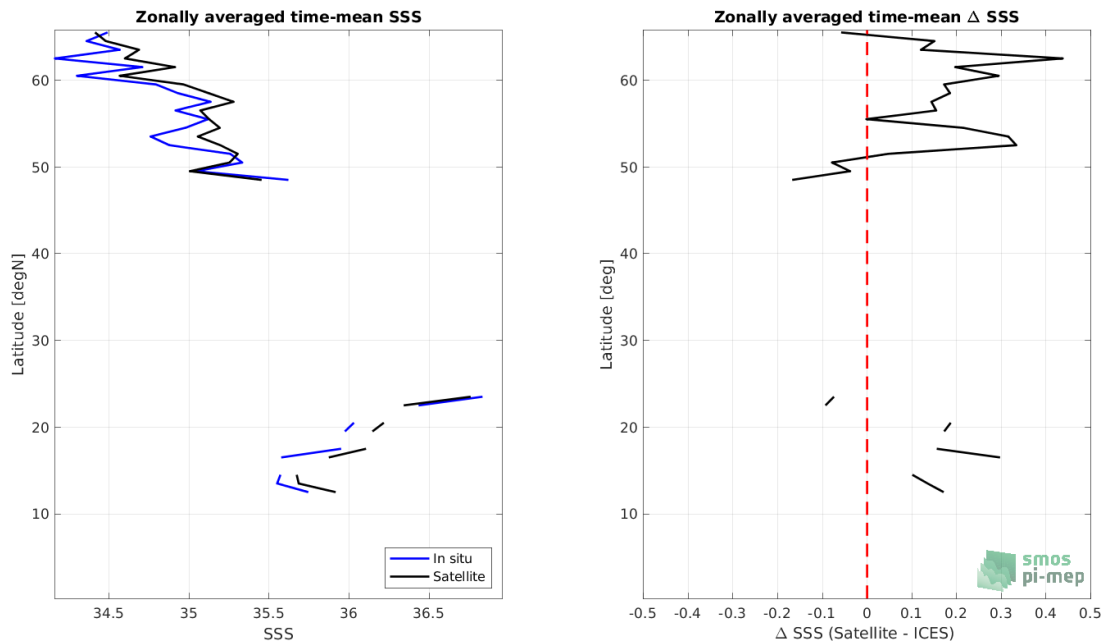 Zonally averaged time-mean SSS
60
50
40
30
20
10
Latitude [degN]
34.5
35
35.5
36
36.5
SSS
In situ
Satellite
Zonally averaged time-mean Δ SSS
60
50
40
30
20
10
Latitude [deg]
-0.5
-0.4
-0.3
-0.2
-0.1
0
0.1
0.2
0.3
0.4
0.5
Δ SSS (Satellite - ICES)
smos
pi-mep